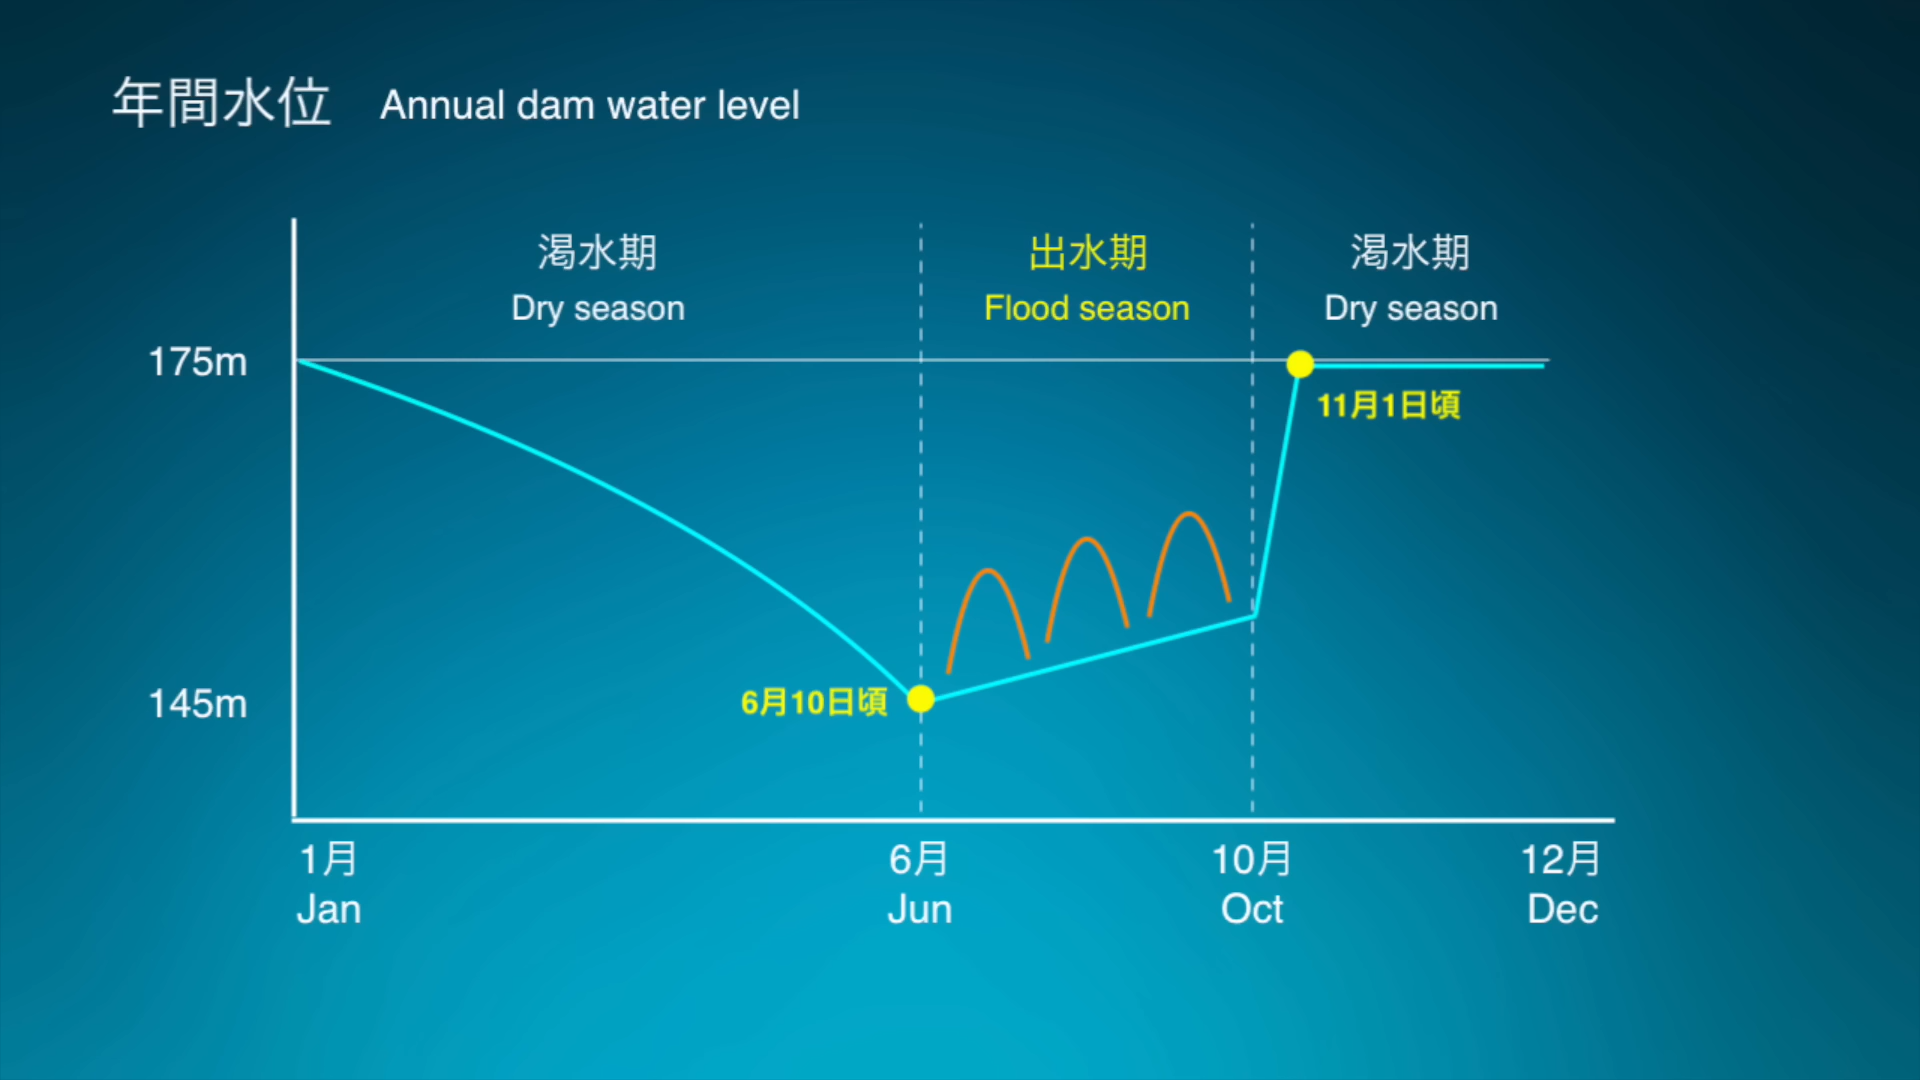 年間水位 Annual dam water level
渇水期 出水期 渇水期
Dry season Flood season Dry season
175m
11月1日頃
145m
6月10日頃
1月 6月 10月 12月
Jan Jun Oct Dec